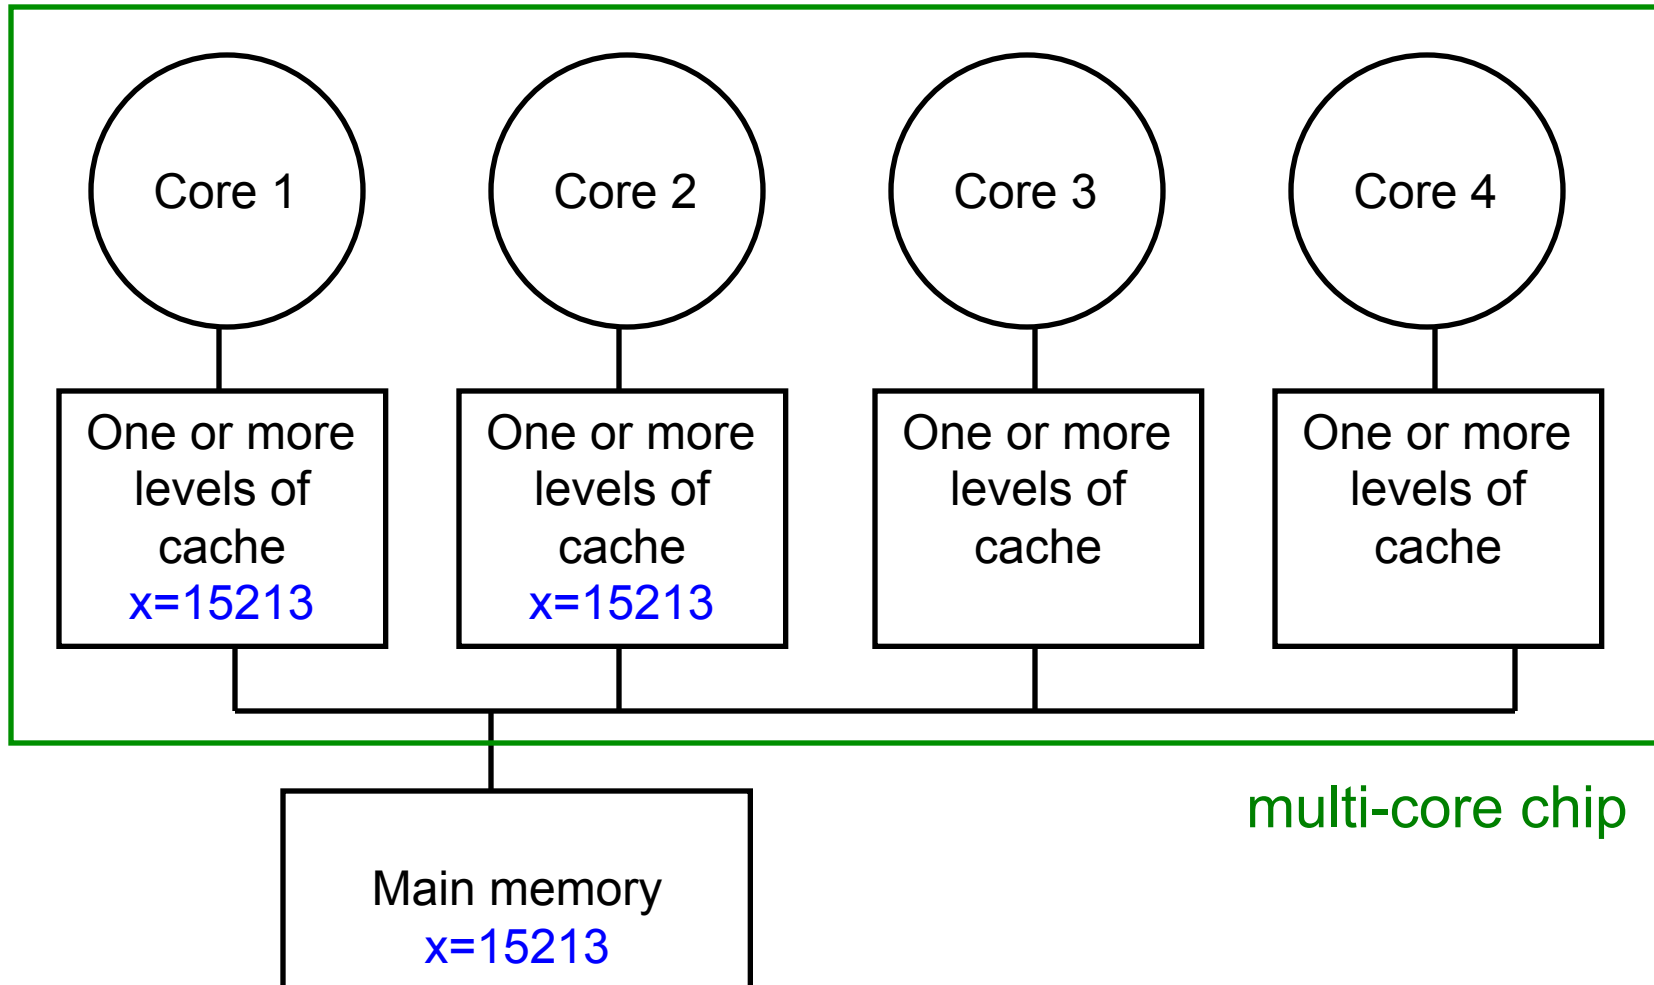 Core 1
Core 2
Core 3
Core 4
One or more
levels of
cache
x=15213
One or more
levels of
cache
x=15213
One or more
levels of
cache
One or more
levels of
cache
multi-core chip
Main memory
x=15213